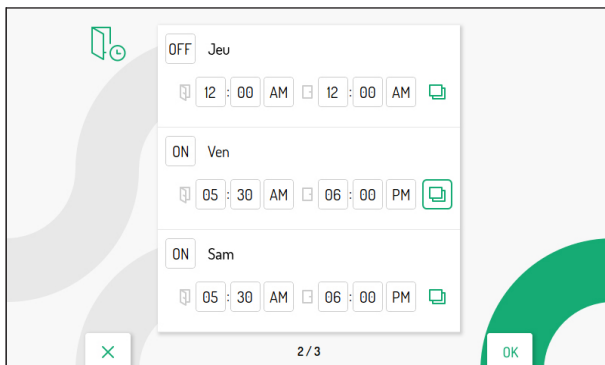 OFF Jeu
12 : 00 AM 12 : 00 AM
ON Ven
05 : 30 AM 06 : 00 PM
ON Sam
05 : 30 AM 06 : 00 PM
2 / 3
OK